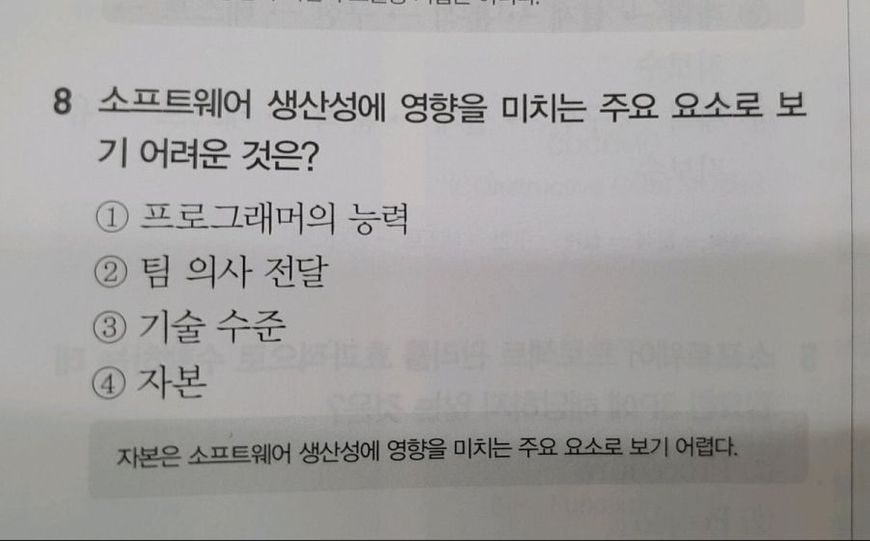 8 소프트웨어 생산성에 영향을 미치는 주요 요소로 보
기 어려운 것은?
① 프로그래머의 능력
② 팀 의사 전달
③ 기술 수준
④ 자본
자본은 소프트웨어 생산성에 영향을 미치는 주요 요소로 보기 어렵다.